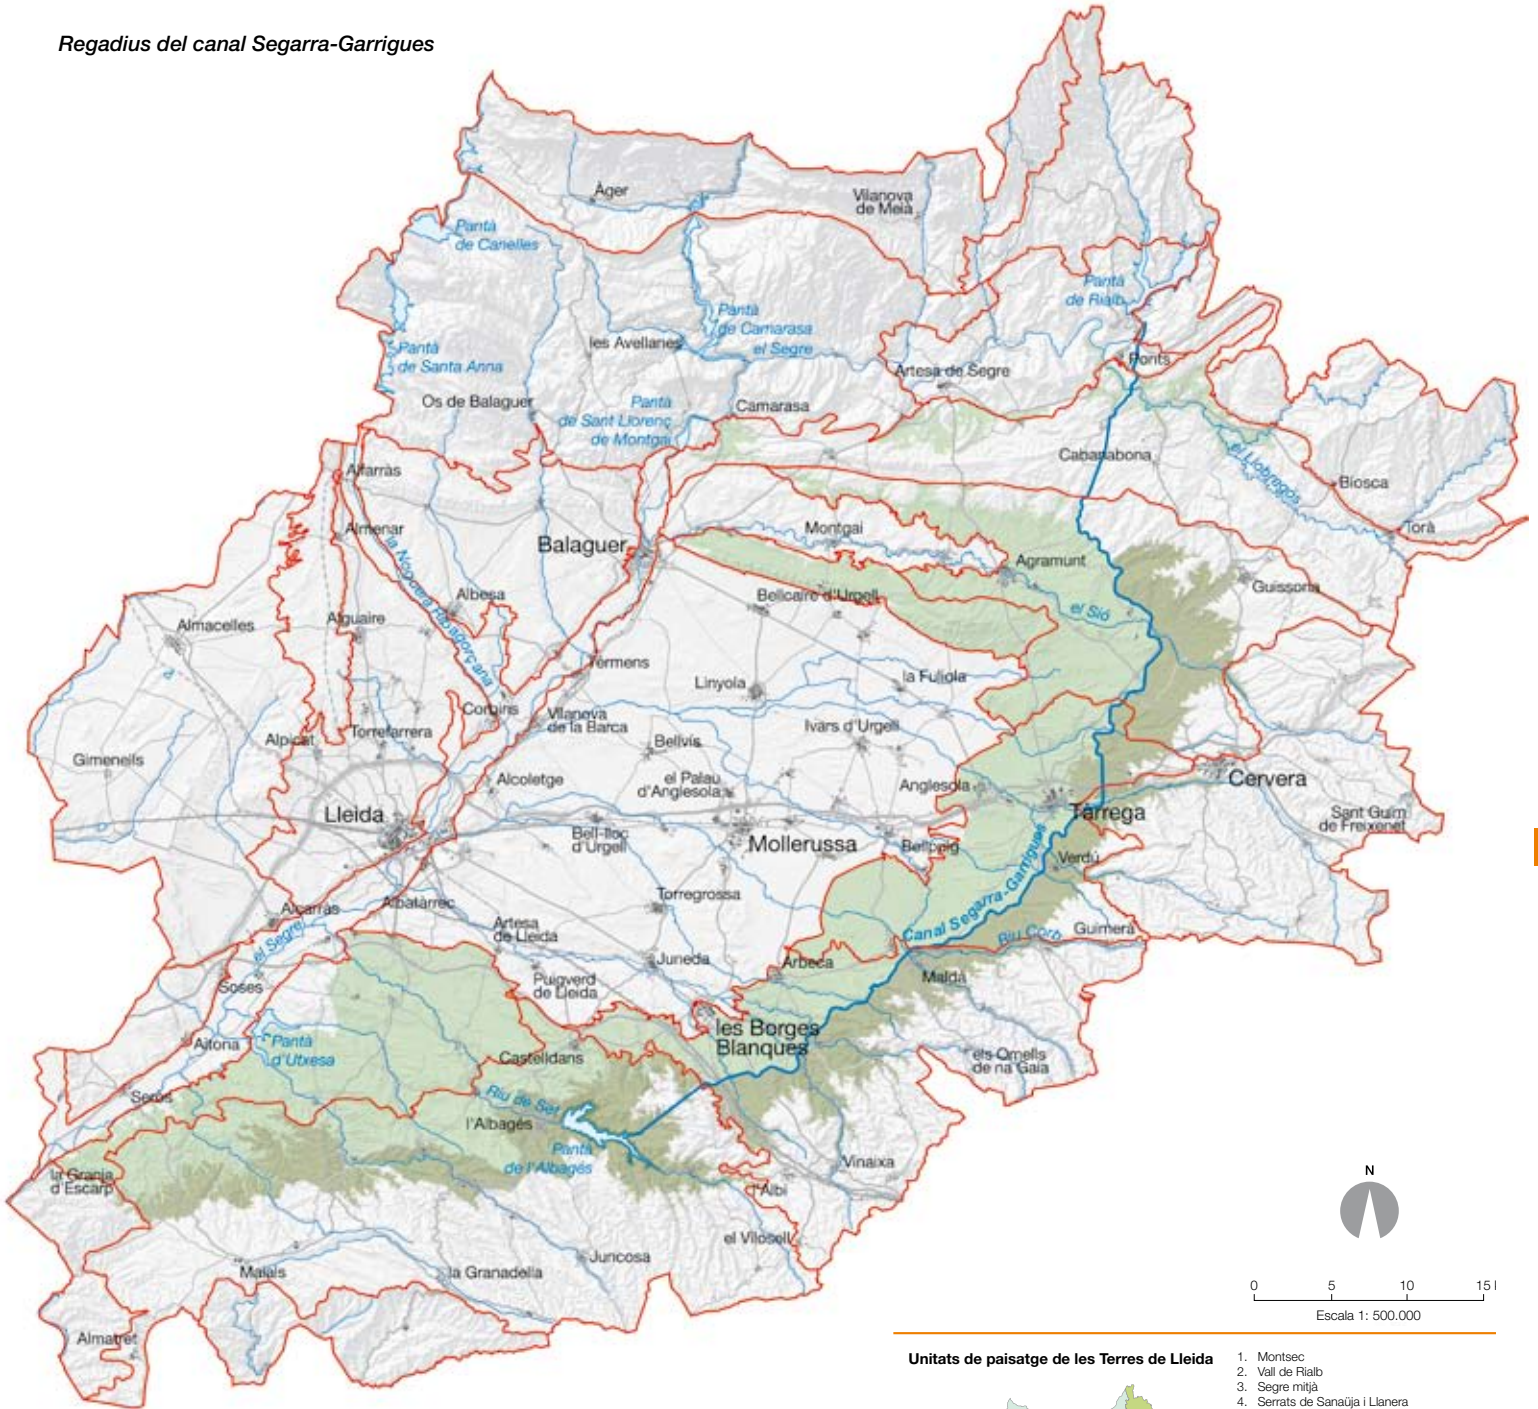 Regadius del canal Segarra-Garrigues
Àger
Vilanova
de Meià
Pantà
de Canelles
Pantà
de Rialb
Pantà
de Camarasa
el Segre
les Avellanes
Pantà
de Santa Anna
Ponts
Artesa de Segre
Os de Balaguer
Pantà
de Sant Llorenç
de Montgai
Camarasa
Cabanabona
el Llobregós
Biosca
Alfarràs
Torà
Almenar
Montgai
Balaguer
Agramunt
Guissona
la Noguera Ribagorçana
Albesa
Bellcaire d'Urgell
el Sió
Almacelles
Alguaire
Térmens
Linyola
la Fuliola
Corbins
Vilanova
de la Barca
Ivars d'Urgell
Torrefarrera
Alpicat
Bellvís
Gimenells
Alcoletge
el Palau
d'Anglesola
Anglesola
Cervera
Lleida
Tàrrega
Sant Guim
de Freixenet
Bell-lloc
d'Urgell
Mollerussa
Bellpuig
Verdú
Canal Segarra-Garrigues
Torregrossa
Alcarràs
Albatàrrec
Artesa
de Lleida
el Segre
Riu Corb
Guimerà
Juneda
Arbeca
Maldà
Soses
Puigverd
de Lleida
les Borges
Blanques
Aitona
Pantà
d'Utxesa
Castelldans
els Omells
de na Gaia
Seròs
Riu de Set
l'Albagés
Pantà
de l'Albagés
Vinaixa
la Granja
d'Escarp
l'Albi
el Vilosell
Juncosa
Maials
la Granadella
Almatret
N
0 5 10 15
Escala 1: 500.000
Unitats de paisatge de les Terres de Lleida
1. Montsec
2. Vall de Rialb
3. Segre mitjà
4. Serrats de Sanaüja i Llanera